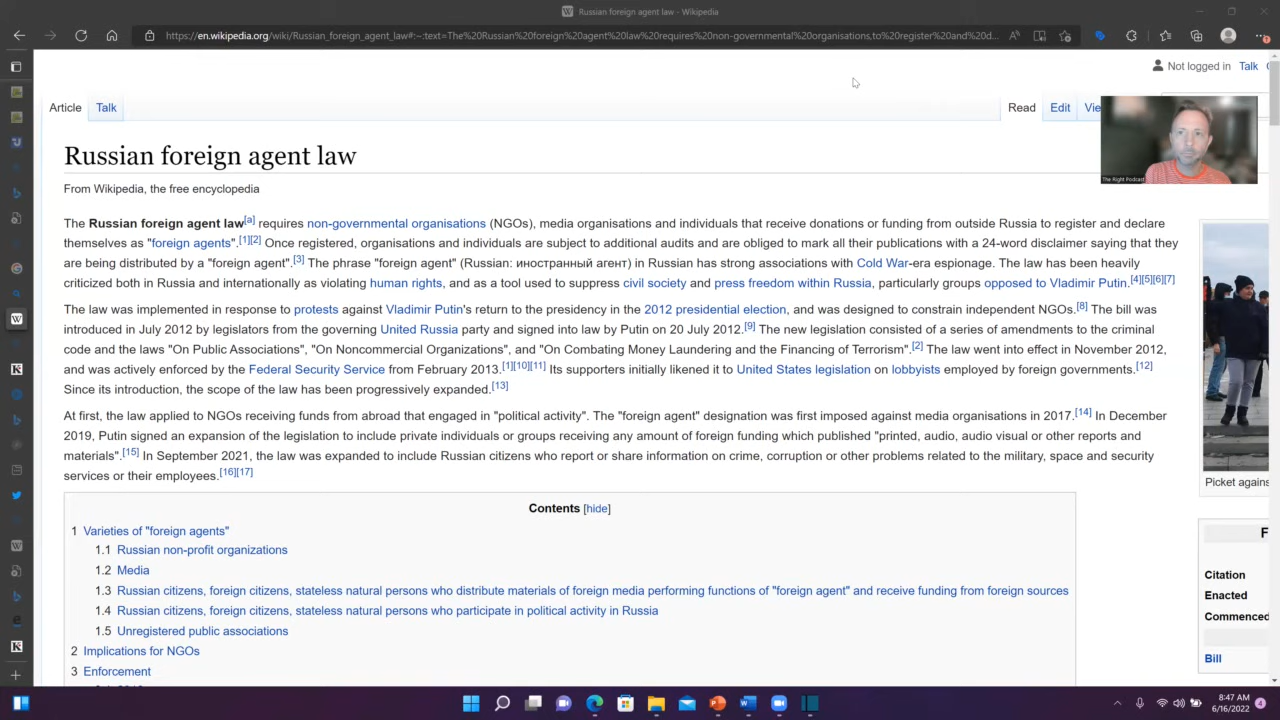 Russian foreign agent law - Wikipedia
https://en.wikipedia.org/wiki/Russian_foreign_agent_law#:~:text=The%20Russian%20foreign%20agent%20law%20requires%20non-governmental%20organisations,to%20register%20and%20d...
Not logged in Talk
Article Talk Read Edit Vie
Russian foreign agent law
The Right Podcast
From Wikipedia, the free encyclopedia
The Russian foreign agent law[a] requires non-governmental organisations (NGOs), media organisations and individuals that receive donations or funding from outside Russia to register and declare
themselves as "foreign agents".[1][2] Once registered, organisations and individuals are subject to additional audits and are obliged to mark all their publications with a 24-word disclaimer saying that they
are being distributed by a "foreign agent".[3] The phrase "foreign agent" (Russian: иностранный агент) in Russian has strong associations with Cold War-era espionage. The law has been heavily
criticized both in Russia and internationally as violating human rights, and as a tool used to suppress civil society and press freedom within Russia, particularly groups opposed to Vladimir Putin.[4][5][6][7]
The law was implemented in response to protests against Vladimir Putin's return to the presidency in the 2012 presidential election, and was designed to constrain independent NGOs.[8] The bill was
introduced in July 2012 by legislators from the governing United Russia party and signed into law by Putin on 20 July 2012.[9] The new legislation consisted of a series of amendments to the criminal
code and the laws "On Public Associations", "On Noncommercial Organizations", and "On Combating Money Laundering and the Financing of Terrorism".[2] The law went into effect in November 2012,
and was actively enforced by the Federal Security Service from February 2013.[1][10][11] Its supporters initially likened it to United States legislation on lobbyists employed by foreign governments.[12]
Since its introduction, the scope of the law has been progressively expanded.[13]
At first, the law applied to NGOs receiving funds from abroad that engaged in "political activity". The "foreign agent" designation was first imposed against media organisations in 2017.[14] In December
2019, Putin signed an expansion of the legislation to include private individuals or groups receiving any amount of foreign funding which published "printed, audio, audio visual or other reports and
materials".[15] In September 2021, the law was expanded to include Russian citizens who report or share information on crime, corruption or other problems related to the military, space and security
services or their employees.[16][17]
Picket agains
Contents [hide]
1 Varieties of "foreign agents"
1.1 Russian non-profit organizations
1.2 Media
1.3 Russian citizens, foreign citizens, stateless natural persons who distribute materials of foreign media performing functions of "foreign agent" and receive funding from foreign sources
1.4 Russian citizens, foreign citizens, stateless natural persons who participate in political activity in Russia
1.5 Unregistered public associations
2 Implications for NGOs
3 Enforcement
F
Citation
Enacted
Commenced
Bill
8:47 AM
6/16/2022
4